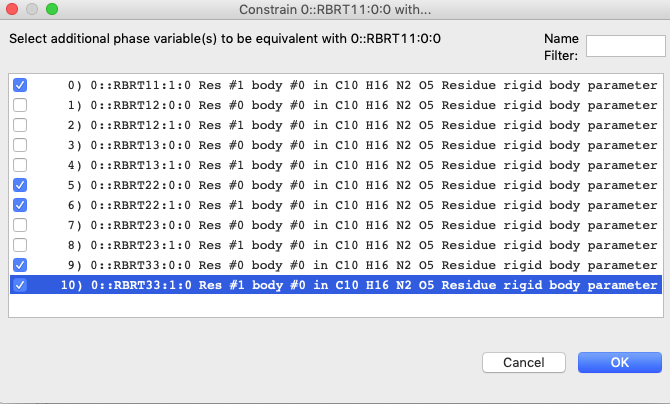 Constrain 0::RBRT11:0:0 with...
Select additional phase variable(s) to be equivalent with 0::RBRT11:0:0
Name
Filter:
0) 0::RBRT11:1:0 Res #1 body #0 in C10 H16 N2 O5 Residue rigid body parameter
1) 0::RBRT12:0:0 Res #0 body #0 in C10 H16 N2 O5 Residue rigid body parameter
2) 0::RBRT12:1:0 Res #1 body #0 in C10 H16 N2 O5 Residue rigid body parameter
3) 0::RBRT13:0:0 Res #0 body #0 in C10 H16 N2 O5 Residue rigid body parameter
4) 0::RBRT13:1:0 Res #1 body #0 in C10 H16 N2 O5 Residue rigid body parameter
5) 0::RBRT22:0:0 Res #0 body #0 in C10 H16 N2 O5 Residue rigid body parameter
6) 0::RBRT22:1:0 Res #1 body #0 in C10 H16 N2 O5 Residue rigid body parameter
7) 0::RBRT23:0:0 Res #0 body #0 in C10 H16 N2 O5 Residue rigid body parameter
8) 0::RBRT23:1:0 Res #1 body #0 in C10 H16 N2 O5 Residue rigid body parameter
9) 0::RBRT33:0:0 Res #0 body #0 in C10 H16 N2 O5 Residue rigid body parameter
10) 0::RBRT33:1:0 Res #1 body #0 in C10 H16 N2 O5 Residue rigid body parameter
Cancel
OK